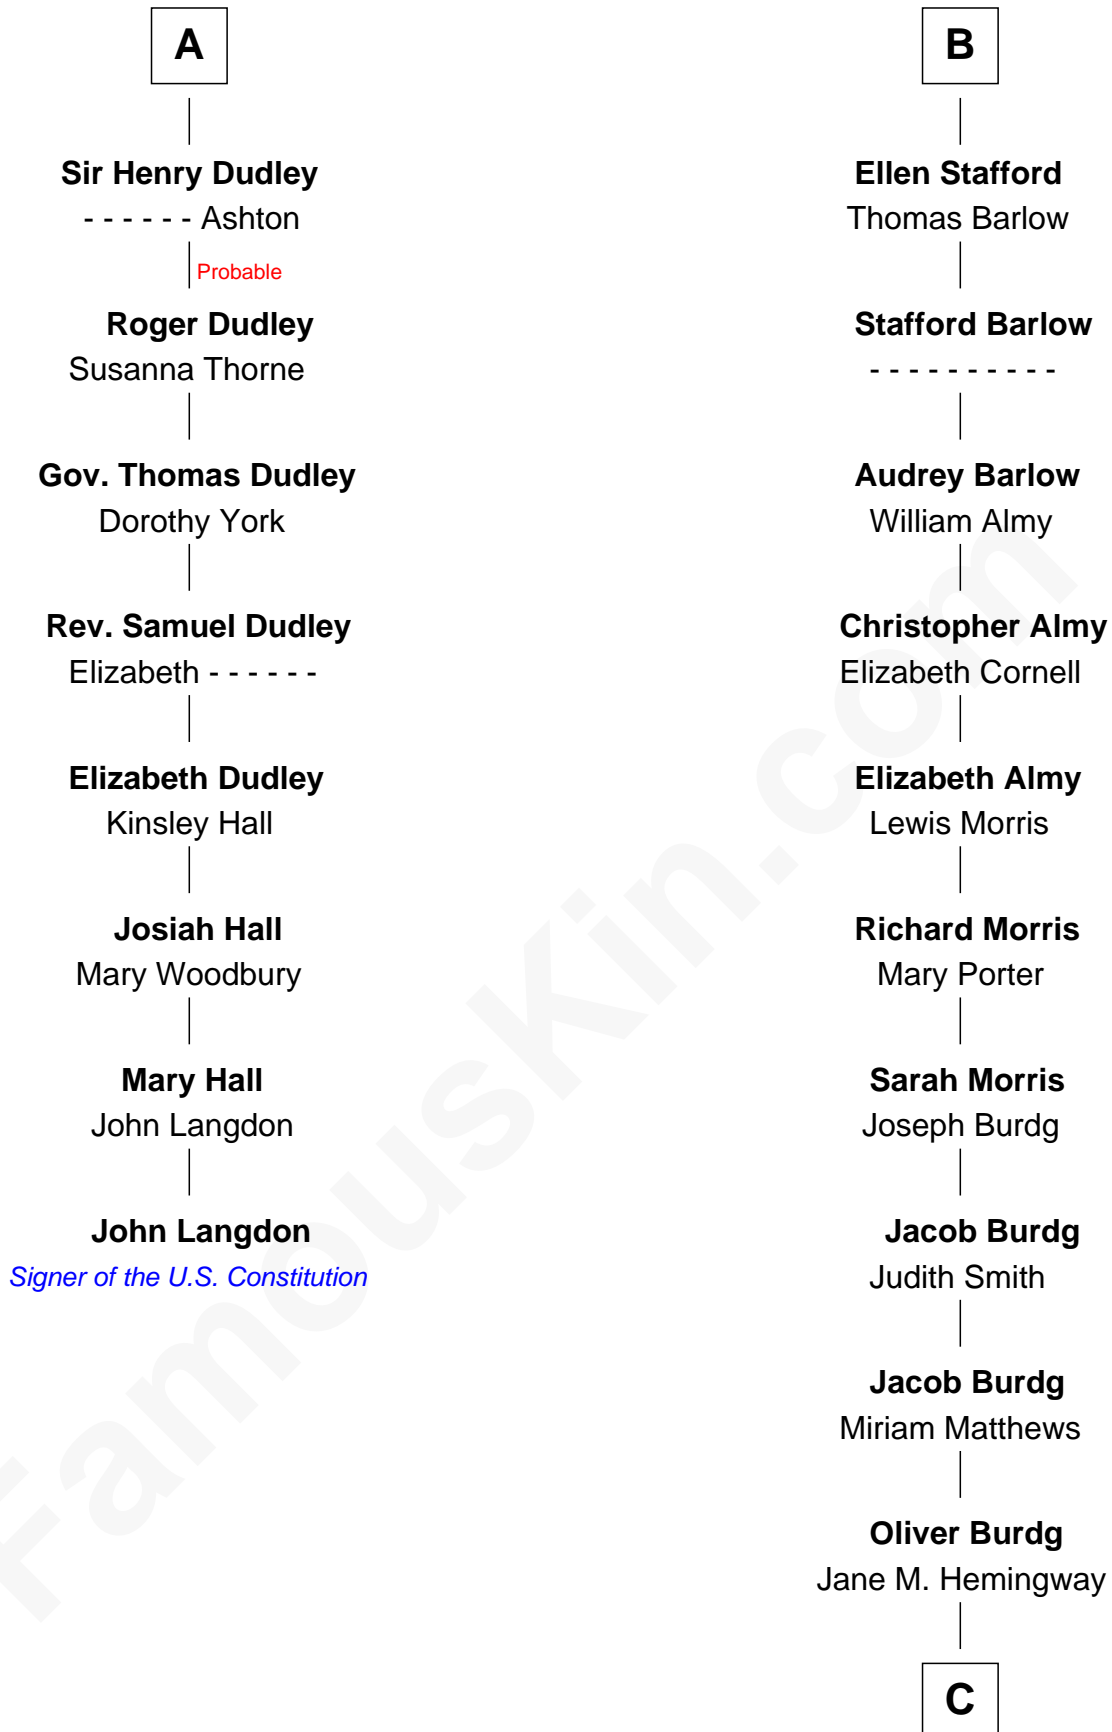 A
Sir Henry Dudley
- - - - - - Ashton
Probable
Roger Dudley
Susanna Thorne
Gov. Thomas Dudley
Dorothy York
Rev. Samuel Dudley
Elizabeth - - - - - -
Elizabeth Dudley
Kinsley Hall
Josiah Hall
Mary Woodbury
Mary Hall
John Langdon
John Langdon
Signer of the U.S. Constitution
B
Ellen Stafford
Thomas Barlow
Stafford Barlow
- - - - - - - - - -
Audrey Barlow
William Almy
Christopher Almy
Elizabeth Cornell
Elizabeth Almy
Lewis Morris
Richard Morris
Mary Porter
Sarah Morris
Joseph Burdg
Jacob Burdg
Judith Smith
Jacob Burdg
Miriam Matthews
Oliver Burdg
Jane M. Hemingway
C
FamousKin.com